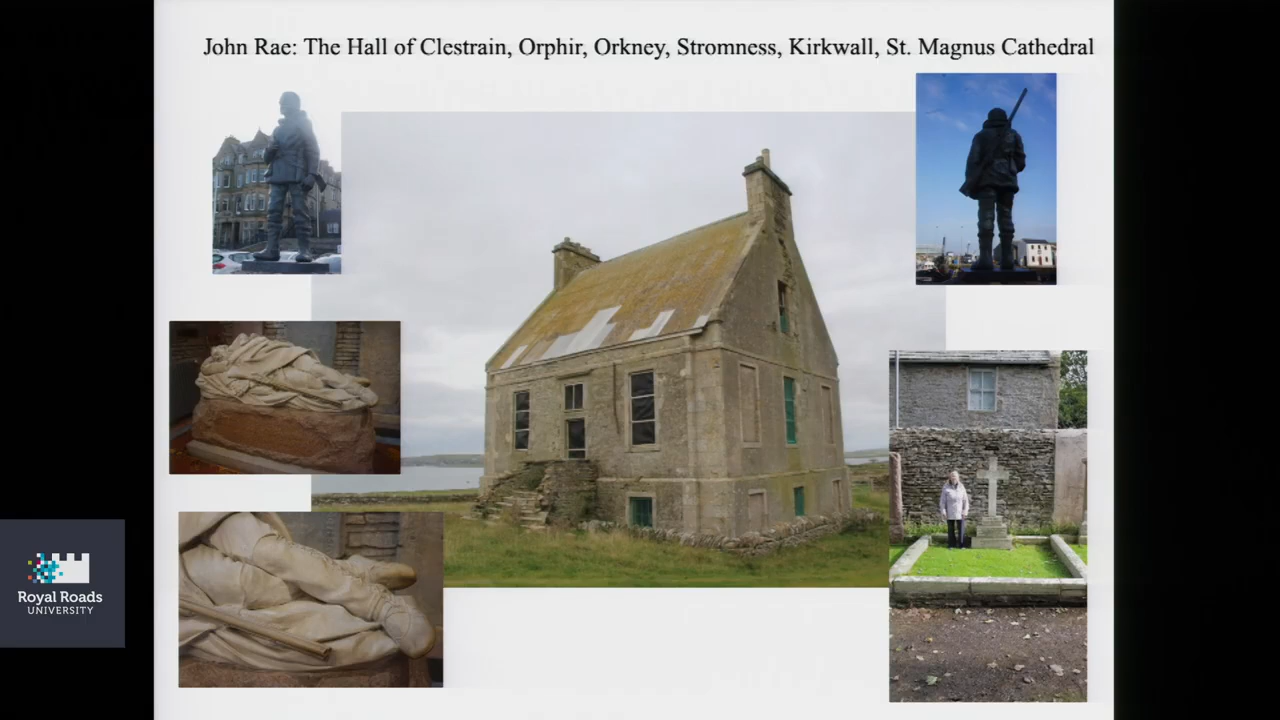 John Rae: The Hall of Clestrain, Orphir, Orkney, Stromness, Kirkwall, St. Magnus Cathedral
Royal Roads
UNIVERSITY